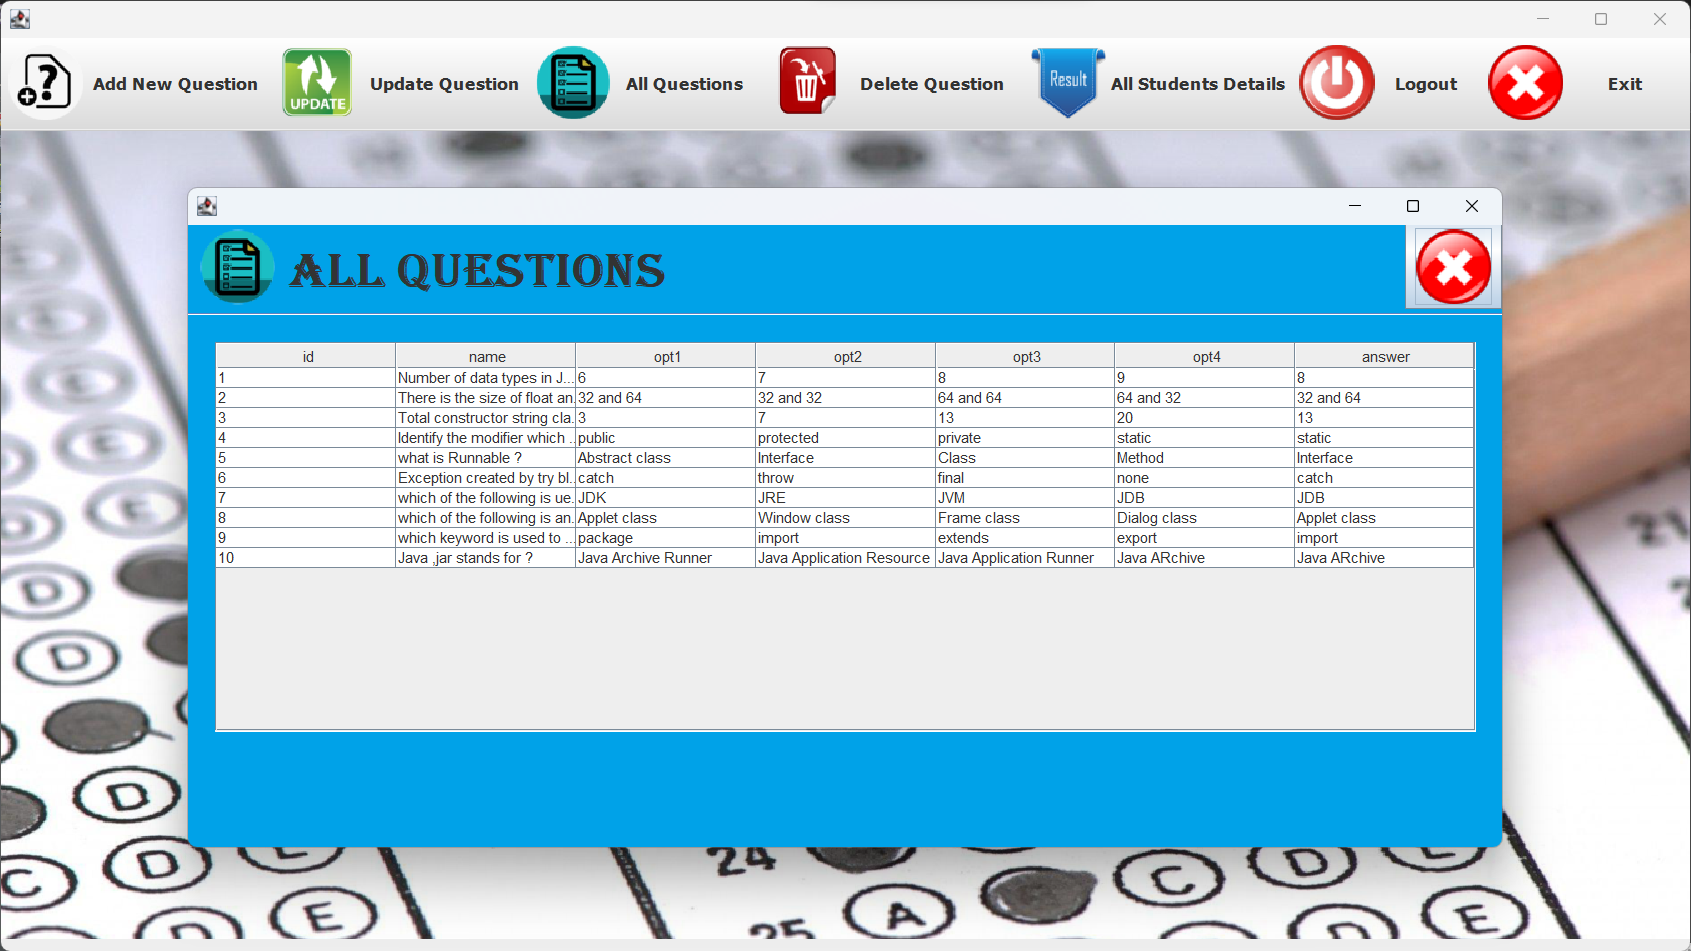 Add New Question UPDATE Update Question All Questions Delete Question Result All Students Details Logout Exit
ALL QUESTIONS
id name opt1 opt2 opt3 opt4 answer
1 Number of data types in J... 6 7 8 9 8
2 There is the size of float an. 32 and 64 32 and 32 64 and 64 64 and 32 32 and 64
3 Total constructor string cla. 3 7 13 20 13
4 Identify the modifier which .. public protected private static static
5 what is Runnable ? Abstract class Interface Class Method Interface
6 Exception created by try bl.. catch throw final none catch
7 which of the following is ue. JDK JRE JVM JDB JDB
8 which of the following is an. Applet class Window class Frame class Dialog class Applet class
9 which keyword is used to ... package import extends export import
10 Java ,jar stands for ? Java Archive Runner Java Application Resource Java Application Runner Java ARchive Java ARchive
D
D
D
D
C
E
24
25
A
C
D
E